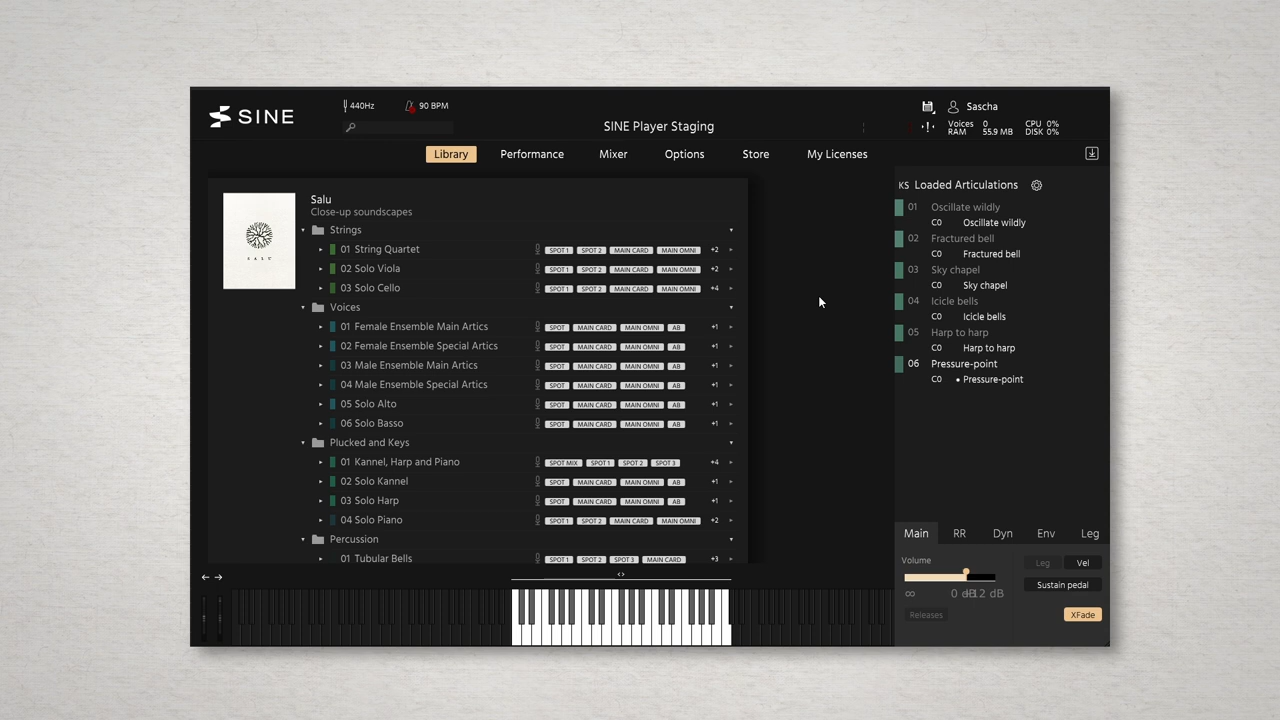 SINE
440Hz
90 BPM
SINE Player Staging
Sascha
Voices 0 CPU 0%
RAM 55.9 MB DISK 0%
Library Performance Mixer Options Store My Licenses
SALU
Salu
Close-up soundscapes
Strings
01 String Quartet SPOT 1 SPOT 2 MAIN CARD MAIN OMNI +2
02 Solo Viola SPOT 1 SPOT 2 MAIN CARD MAIN OMNI +2
03 Solo Cello SPOT 1 SPOT 2 MAIN CARD MAIN OMNI +4
Voices
01 Female Ensemble Main Artics SPOT MAIN CARD MAIN OMNI AB +1
02 Female Ensemble Special Artics SPOT MAIN CARD MAIN OMNI AB +1
03 Male Ensemble Main Artics SPOT MAIN CARD MAIN OMNI AB +1
04 Male Ensemble Special Artics SPOT MAIN CARD MAIN OMNI AB +1
05 Solo Alto SPOT MAIN CARD MAIN OMNI AB +1
06 Solo Basso SPOT MAIN CARD MAIN OMNI AB +1
Plucked and Keys
01 Kannel, Harp and Piano SPOT MIX SPOT 1 SPOT 2 SPOT 3 +4
02 Solo Kannel SPOT MAIN CARD MAIN OMNI AB +1
03 Solo Harp SPOT MAIN CARD MAIN OMNI AB +1
04 Solo Piano SPOT 1 SPOT 2 MAIN CARD MAIN OMNI +2
Percussion
01 Tubular Bells SPOT 1 SPOT 2 SPOT 3 MAIN CARD +3
KS Loaded Articulations
01 Oscillate wildly
C0 Oscillate wildly
02 Fractured bell
C0 Fractured bell
03 Sky chapel
C0 Sky chapel
04 Icicle bells
C0 Icicle bells
05 Harp to harp
C0 Harp to harp
06 Pressure-point
C0 • Pressure-point
Main RR Dyn Env Leg
Volume
Leg Vel
Sustain pedal
∞ 0 dB 12 dB
Releases
XFade